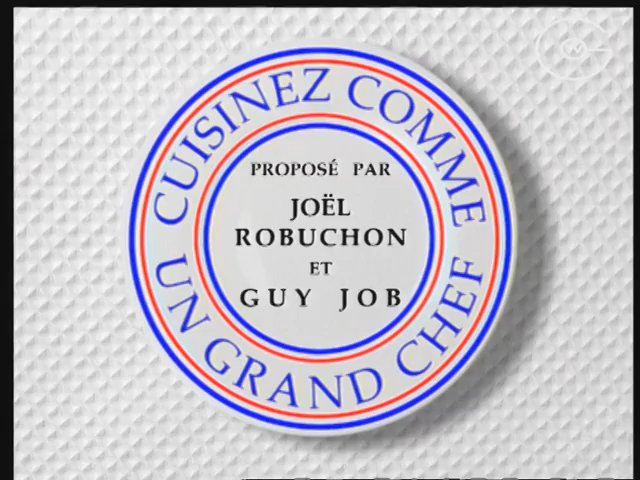 CUISINEZ COMME
UN GRAND CHEF
PROPOSÉ PAR
JOËL
ROBUCHON
ET
GUY JOB